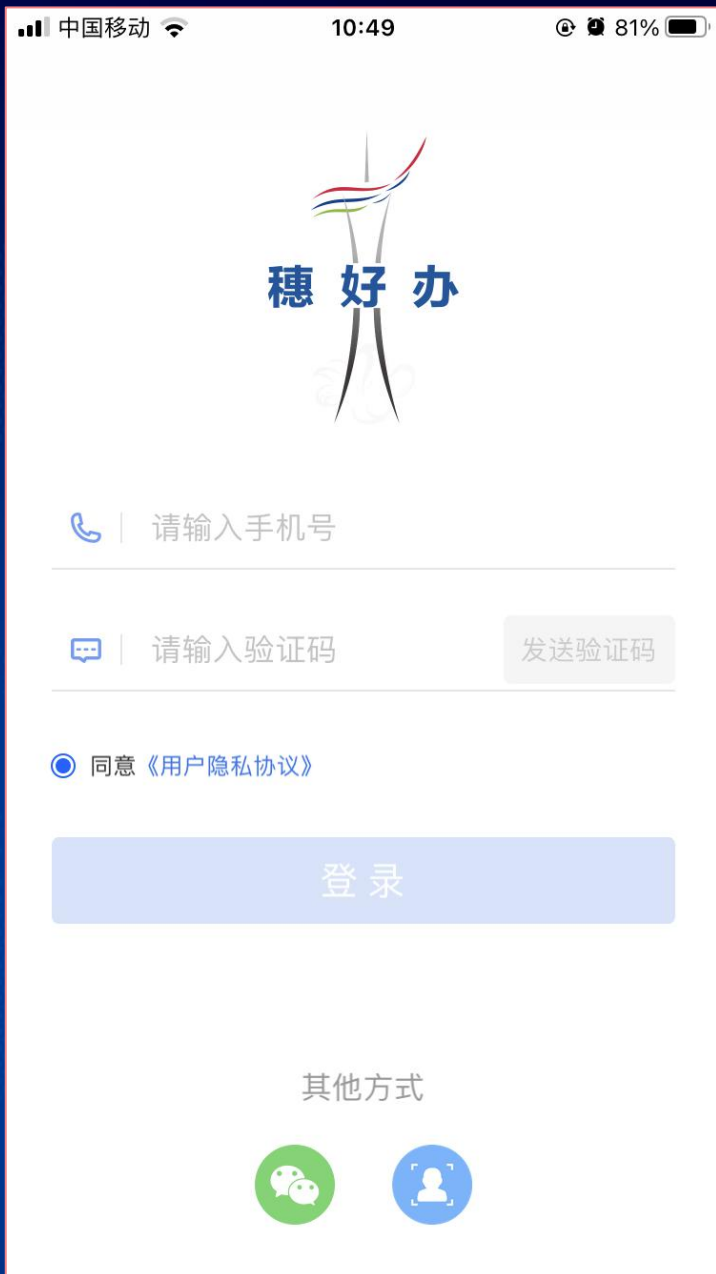 中国移动 10:49 81%
穗好办
请输入手机号
请输入验证码 发送验证码
同意《用户隐私协议》
登录
其他方式